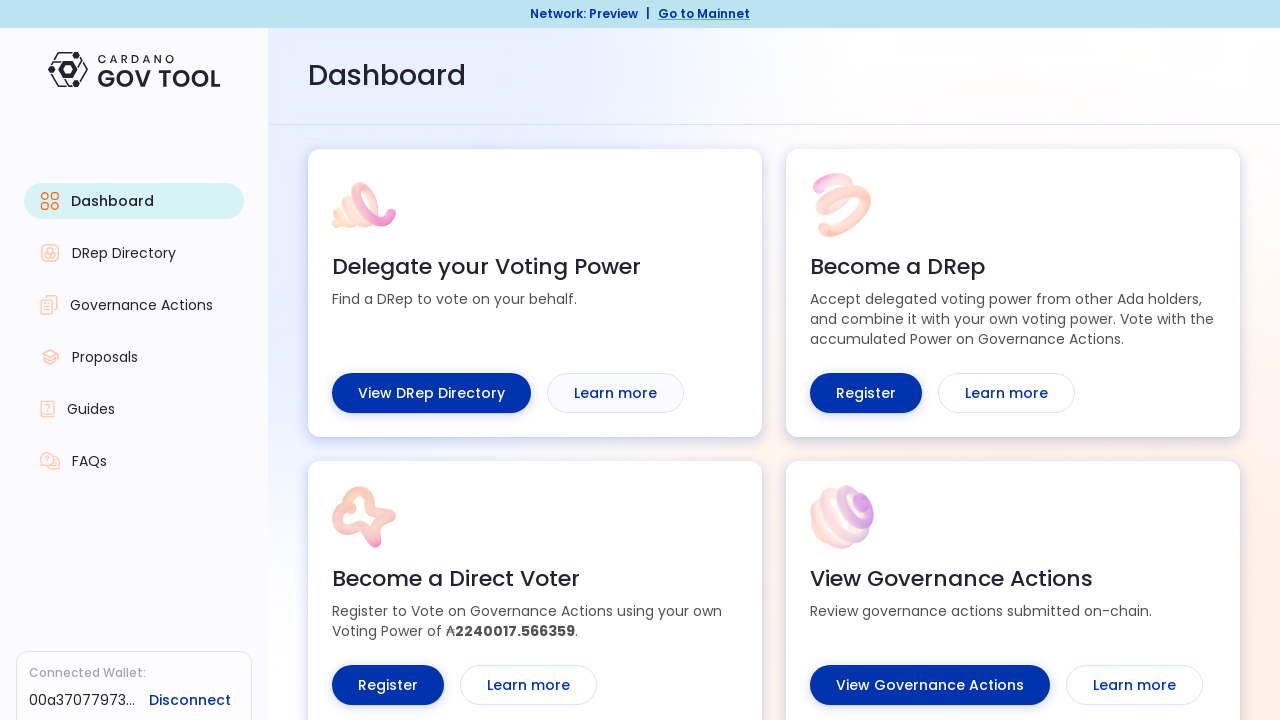 Network: Preview | Go to Mainnet
CARDANO
GOV TOOL
Dashboard
DRep Directory
Governance Actions
Proposals
Guides
FAQs
Connected Wallet:
00a37077973... Disconnect
Dashboard
Delegate your Voting Power
Find a DRep to vote on your behalf.
View DRep Directory Learn more
Become a DRep
Accept delegated voting power from other Ada holders,
and combine it with your own voting power. Vote with the
accumulated Power on Governance Actions.
Register Learn more
Become a Direct Voter
Register to Vote on Governance Actions using your own
Voting Power of ₳2240017.566359.
Register Learn more
View Governance Actions
Review governance actions submitted on-chain.
View Governance Actions Learn more